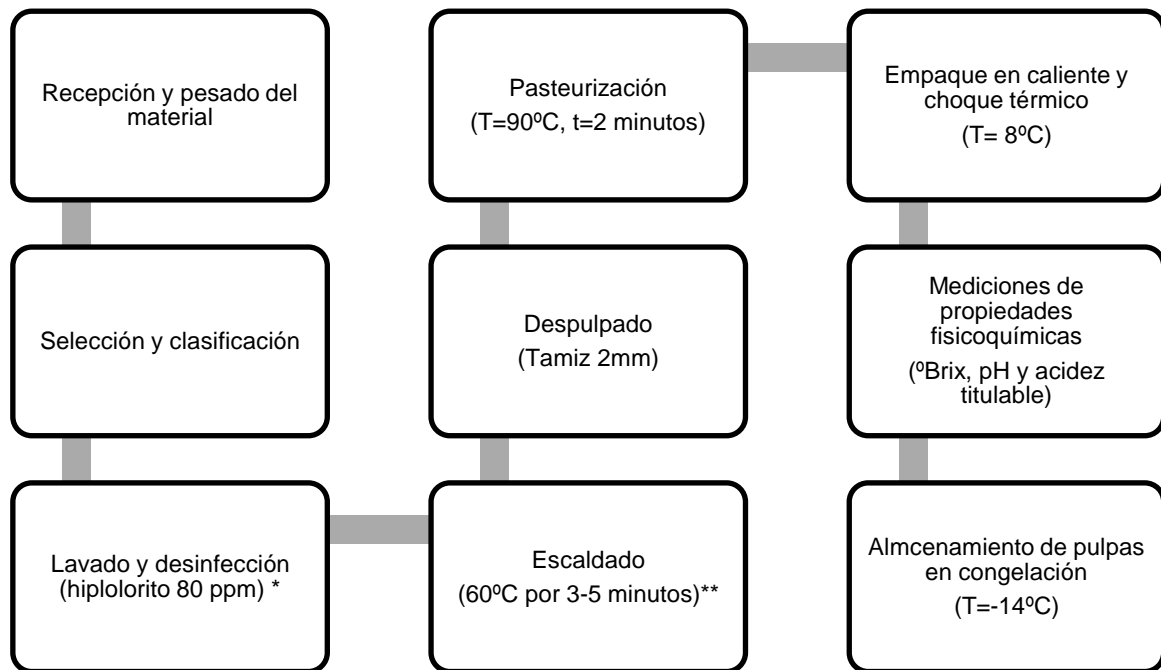 Recepción y pesado del
material
Selección y clasificación
Lavado y desinfección
(hiplolorito 80 ppm) *
Escaldado
(60ºC por 3-5 minutos)**
Despulpado
(Tamiz 2mm)
Pasteurización
(T=90ºC, t=2 minutos)
Empaque en caliente y
choque térmico
(T= 8ºC)
Mediciones de
propiedades
fisicoquímicas
(ºBrix, pH y acidez
titulable)
Almcenamiento de pulpas
en congelación
(T=-14ºC)